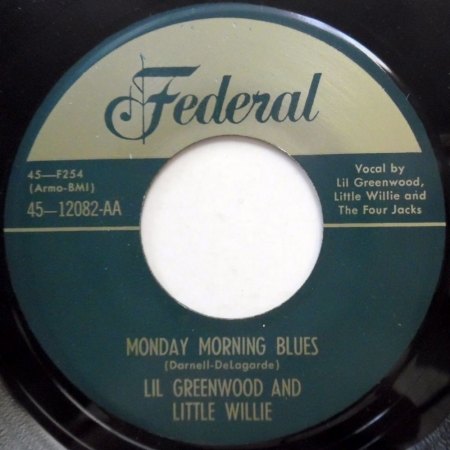 Federal
45—F254
(Armo-BMI)
45—12082-AA
Vocal by
Lil Greenwood,
Little Willie and
The Four Jacks
MONDAY MORNING BLUES
(Darnell-DeLagarde)
LIL GREENWOOD AND
LITTLE WILLIE